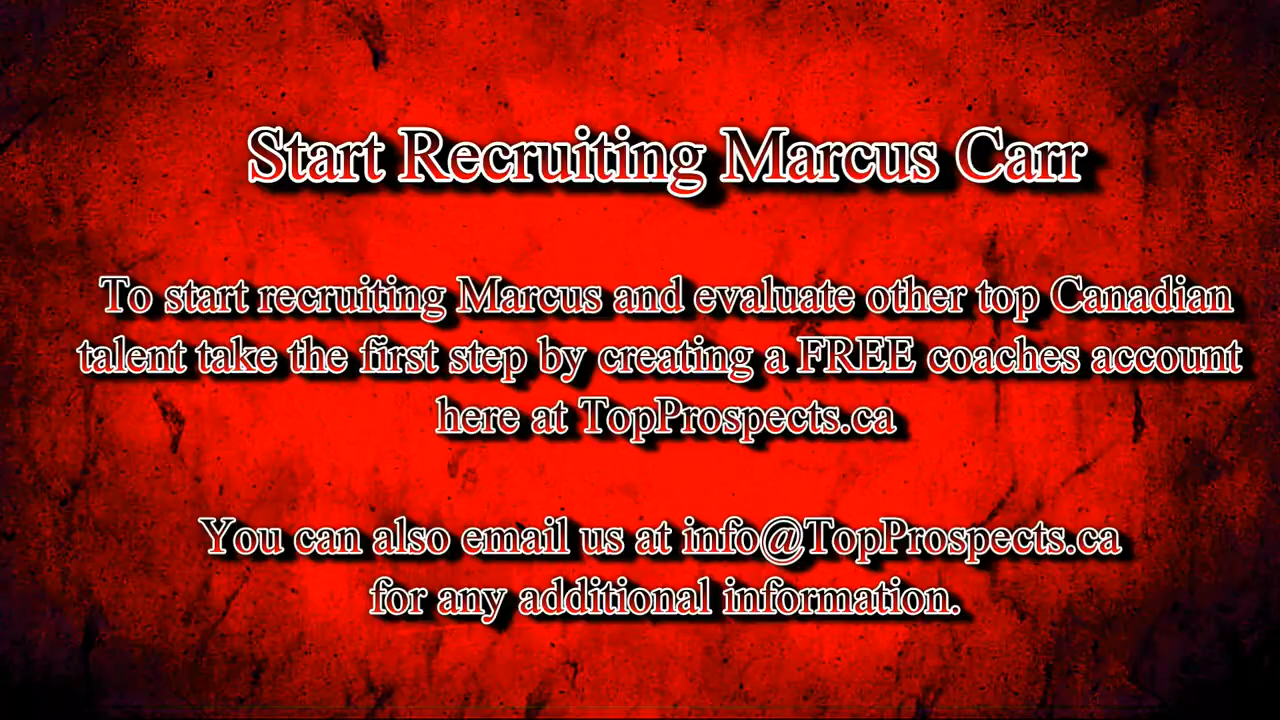 Start Recruiting Marcus Carr
To start recruiting Marcus and evaluate other top Canadian
talent take the first step by creating a FREE coaches account
here at TopProspects.ca
You can also email us at info@TopProspects.ca
for any additional information.